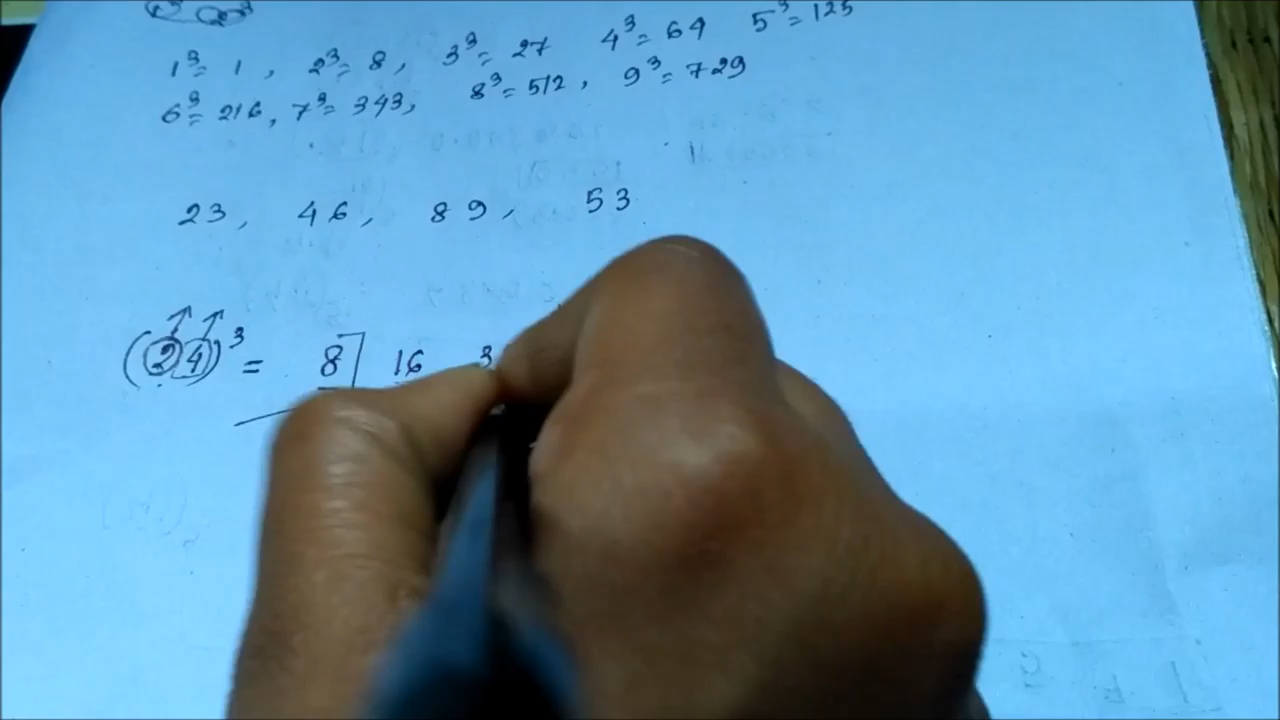 1³= 1 , 2³= 8, 3³= 27 4³= 64 5³= 125
6³= 216, 7³= 343, 8³= 512, 9³= 729
23, 46, 89, 53
(24)³ = 8 16 3